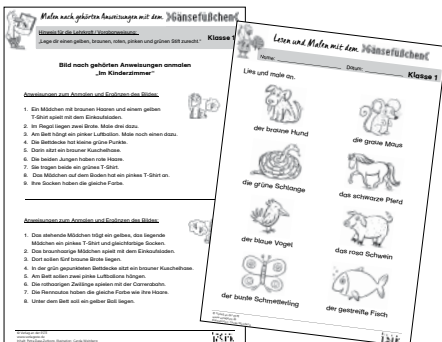 Malen nach gehörten Anweisungen mit dem Gänsefüßchen
Hinweis für die Lehrkraft / Vorabanweisung:
„Lege dir einen gelben, braunen, roten, pinken und grünen Stift zurecht.“
Klasse 1
Bild nach gehörten Anweisungen anmalen
„Im Kinderzimmer“
Anweisungen zum Anmalen und Ergänzen des Bildes:
1. Ein Mädchen mit braunen Haaren und einem gelben
T-Shirt spielt mit dem Einkaufsladen.
2. Im Regal liegen zwei Brote. Male drei dazu.
3. Am Bett hängt ein pinker Luftballon. Male noch einen dazu.
4. Die Bettdecke hat kleine grüne Punkte.
5. Darin sitzt ein brauner Kuschelhase.
6. Die beiden Jungen haben rote Haare.
7. Sie tragen beide ein grünes T-Shirt.
8. Das Mädchen auf dem Boden hat ein pinkes T-Shirt an.
9. Ihre Socken haben die gleiche Farbe.
Anweisungen zum Anmalen und Ergänzen des Bildes:
1. Das stehende Mädchen trägt ein gelbes, das liegende
Mädchen ein pinkes T-Shirt und gleichfarbige Socken.
2. Das braunhaarige Mädchen spielt mit dem Einkaufsladen.
3. Dort sollen fünf braune Brote liegen.
4. In der grün gepunkteten Bettdecke sitzt ein brauner Kuschelhase.
5. Am Bett sollen zwei pinke Luftballons hängen.
6. Die rothaarigen Zwillinge spielen mit der Carrerabahn.
7. Die Rennautos haben die gleiche Farbe wie ihre Haare.
8. Unter dem Bett soll ein gelber Ball liegen.
Lesen und Malen mit dem Gänsefüßchen
Name:
Datum:
Klasse 1
Lies und male an.
der braune Hund
die graue Maus
die grüne Schlange
das schwarze Pferd
der blaue Vogel
das rosa Schwein
der bunte Schmetterling
der gestreifte Fisch